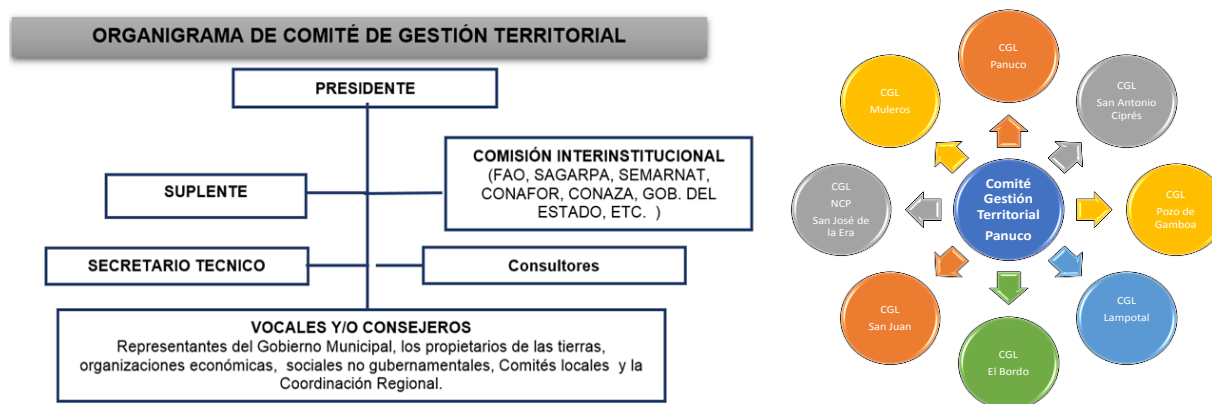 ORGANIGRAMA DE COMITÉ DE GESTIÓN TERRITORIAL
PRESIDENTE
SUPLENTE
COMISIÓN INTERINSTITUCIONAL
(FAO, SAGARPA, SEMARNAT,
CONAFOR, CONAZA, GOB. DEL
ESTADO, ETC. )
SECRETARIO TECNICO
Consultores
VOCALES Y/O CONSEJEROS
Representantes del Gobierno Municipal, los propietarios de las tierras,
organizaciones económicas, sociales no gubernamentales, Comités locales y la
Coordinación Regional.
CGL
Panuco
CGL
San Antonio
Ciprés
CGL
Pozo de
Gamboa
CGL
Lampotal
CGL
El Bordo
CGL
San Juan
CGL
NCP
San José de
la Era
CGL
Muleros
Comité
Gestión
Territorial
Panuco